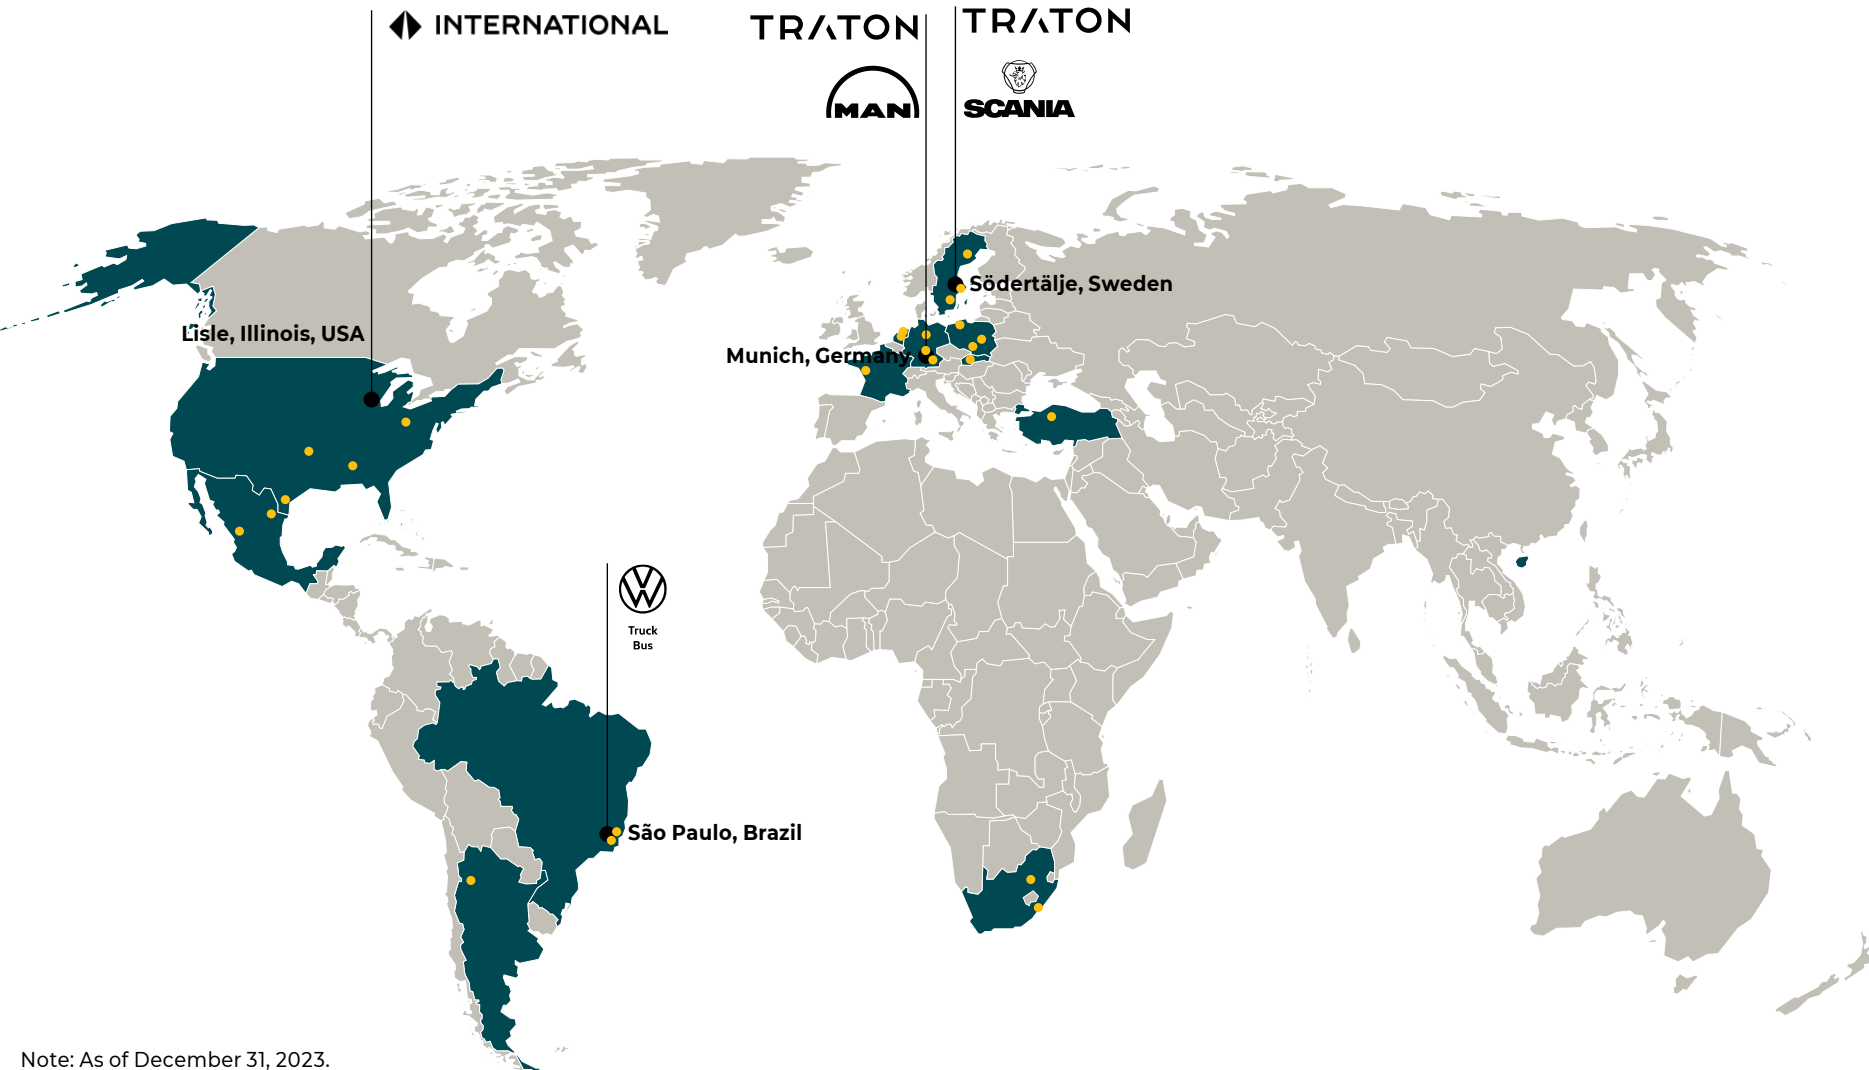 INTERNATIONAL
TRATON
TRATON
MAN
SCANIA
Södertälje, Sweden
Lisle, Illinois, USA
Munich, Germany
Truck
Bus
São Paulo, Brazil
Note: As of December 31, 2023.